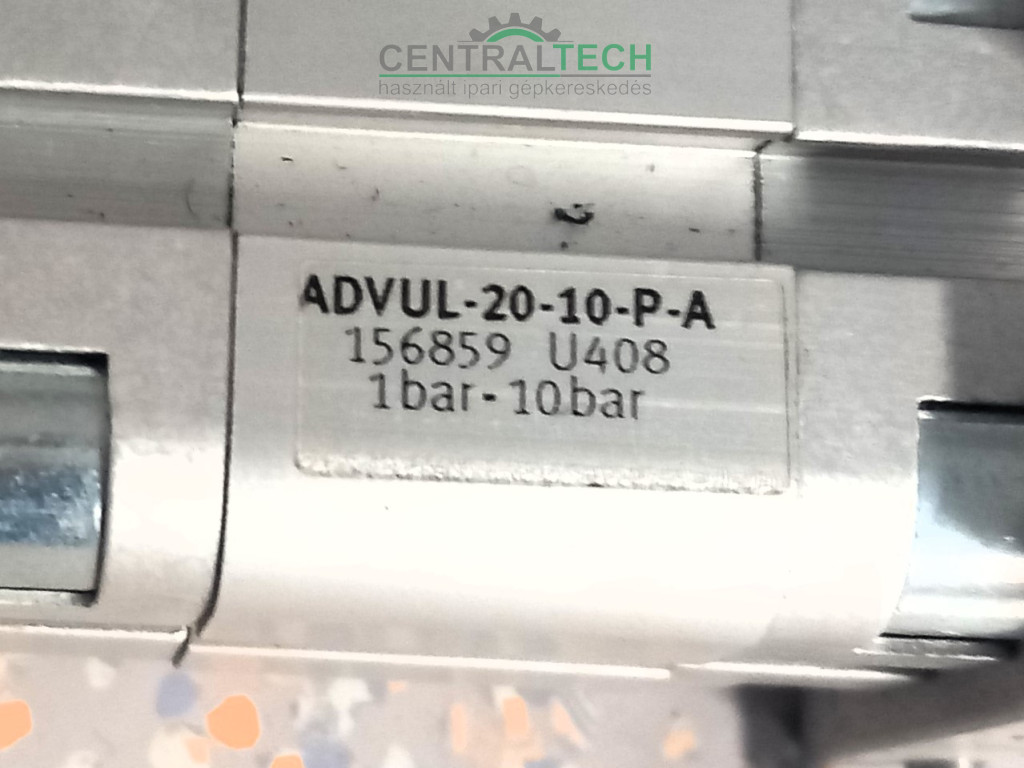 CENTRALTECH
használt ipari gépkereskedés
ADVUL-20-10-P-A
156859 U408
1bar-10bar